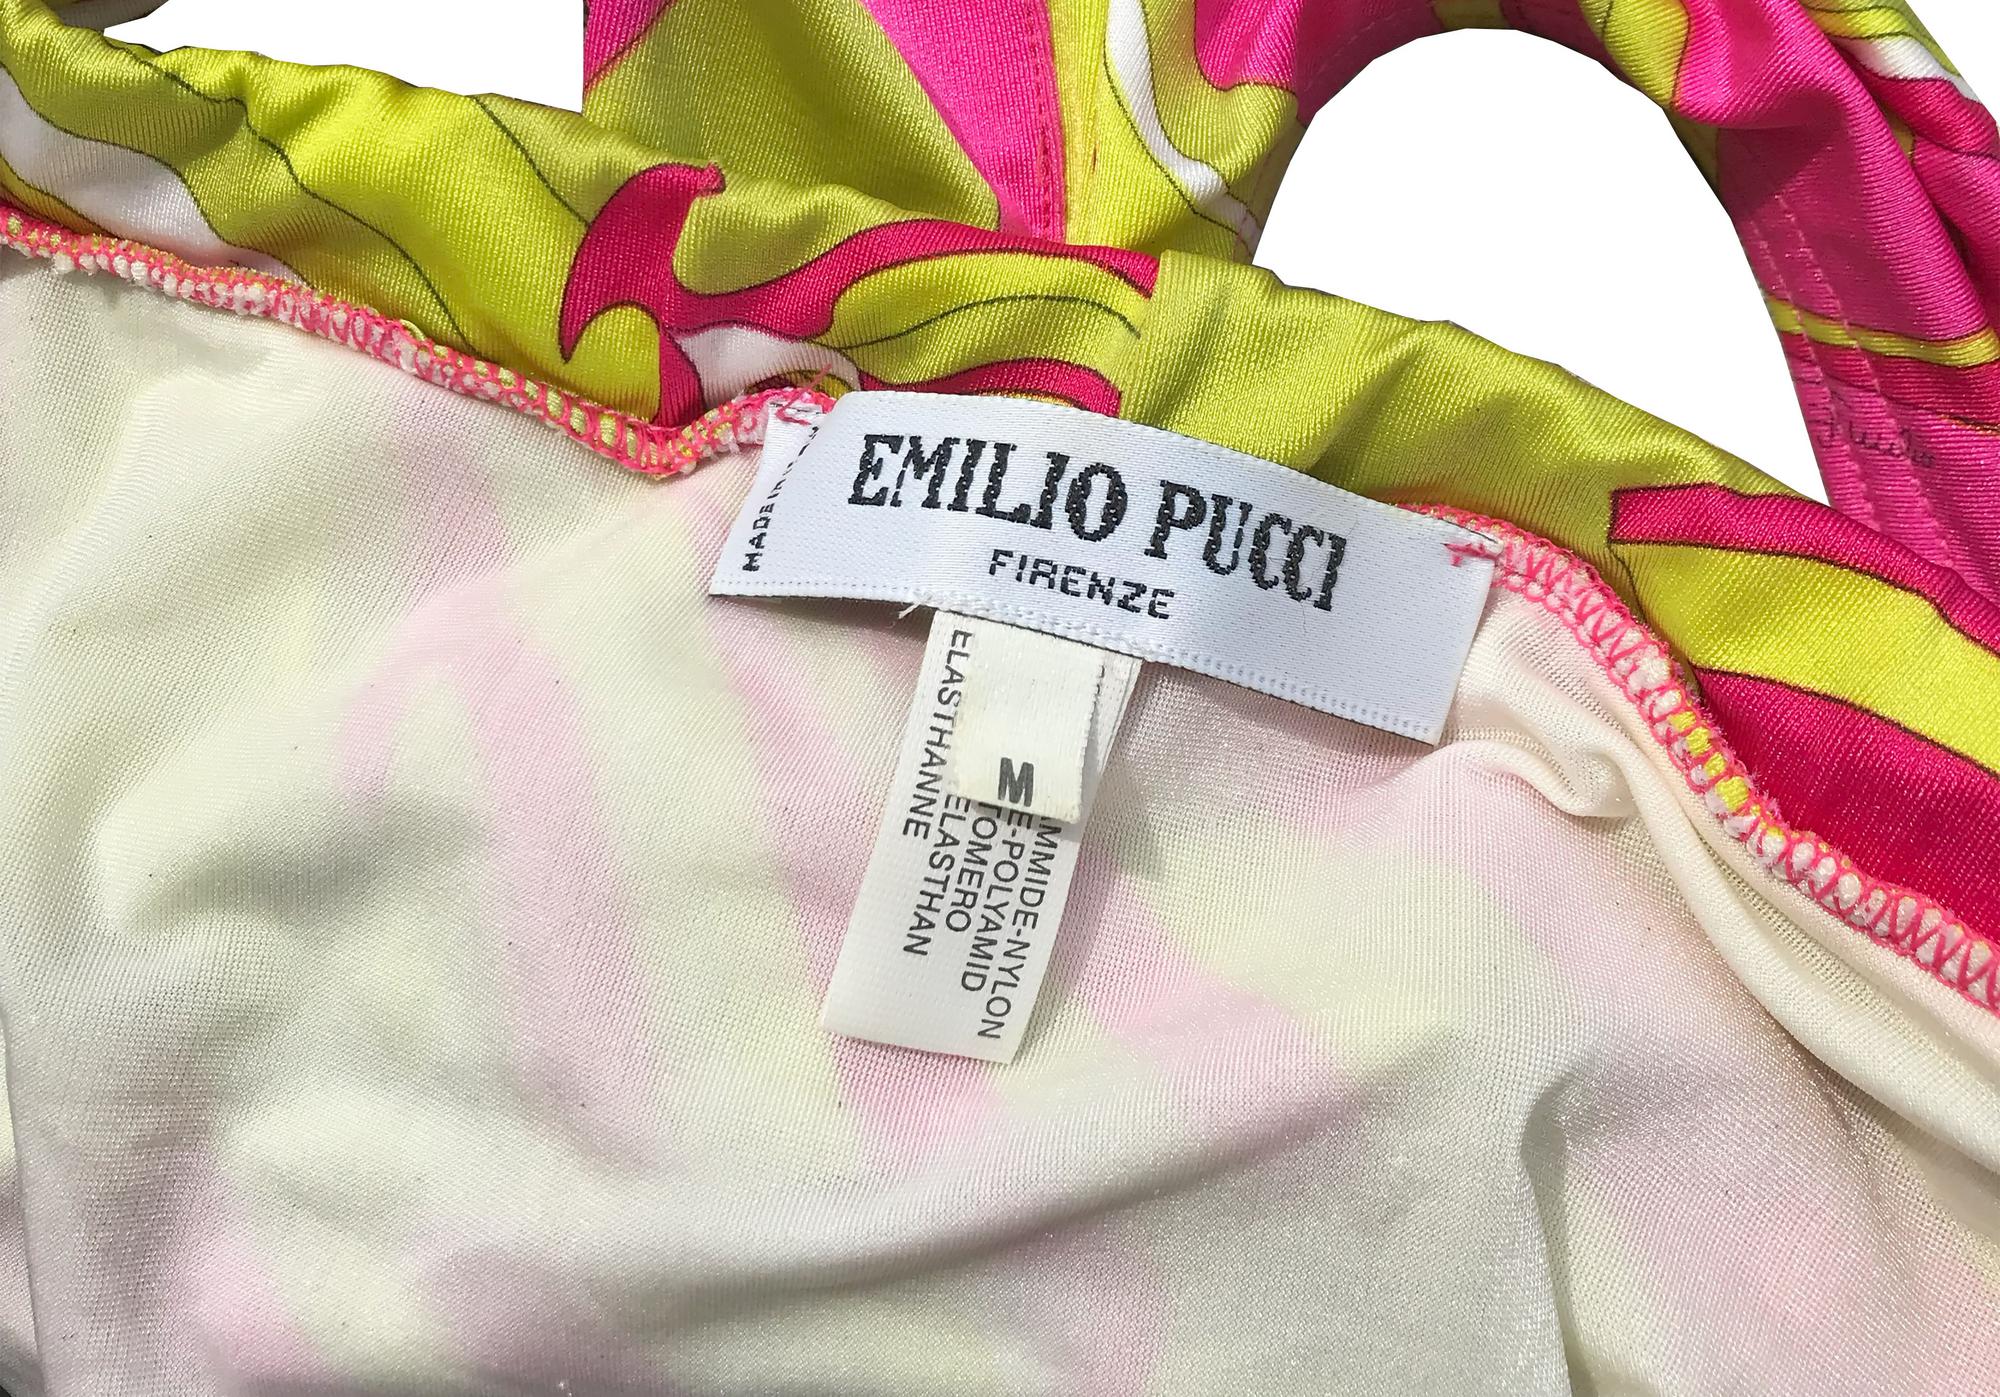 EMILIO PUCCI
FIRENZE
MADE IN
M
MMIDE-NYLON
E-POLYAMID
TOMERO
ELASTHAN
ELASTHANNE